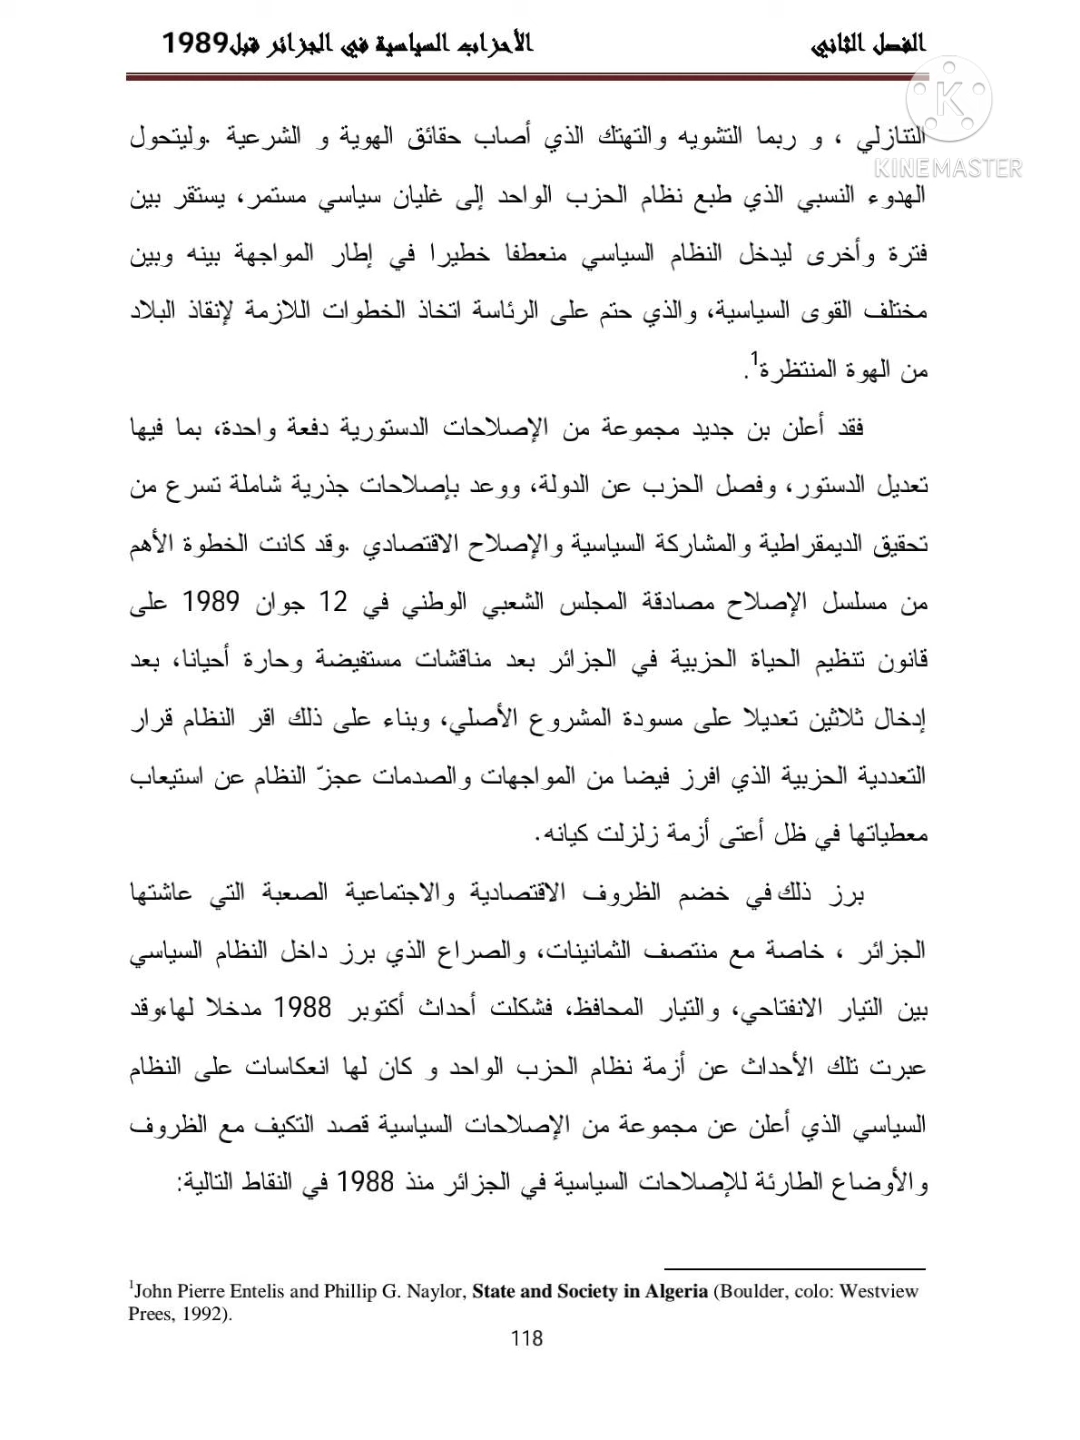 الفصل الثاني الأحزاب السياسية في الجزائر قبل1989
KINEMASTER
التنازلي ، و ربما التشويه والتهتك الذي أصاب حقائق الهوية و الشرعية .وليتحول
الهدوء النسبي الذي طبع نظام الحزب الواحد إلى غليان سياسي مستمر، يستقر بين
فترة وأخرى ليدخل النظام السياسي منعطفا خطيرا في إطار المواجهة بينه وبين
مختلف القوى السياسية، والذي حتم على الرئاسة اتخاذ الخطوات اللازمة لإنقاذ البلاد
من الهوة المنتظرة1.
فقد أعلن بن جديد مجموعة من الإصلاحات الدستورية دفعة واحدة، بما فيها
تعديل الدستور، وفصل الحزب عن الدولة، ووعد بإصلاحات جذرية شاملة تسرع من
تحقيق الديمقراطية والمشاركة السياسية والإصلاح الاقتصادي .وقد كانت الخطوة الأهم
من مسلسل الإصلاح مصادقة المجلس الشعبي الوطني في 12 جوان 1989 على
قانون تنظيم الحياة الحزبية في الجزائر بعد مناقشات مستفيضة وحارة أحيانا، بعد
إدخال ثلاثين تعديلا على مسودة المشروع الأصلي، وبناء على ذلك اقر النظام قرار
التعددية الحزبية الذي افرز فيضا من المواجهات والصدمات عجزّ النظام عن استيعاب
معطياتها في ظل أعتى أزمة زلزلت كيانه.
برز ذلك في خضم الظروف الاقتصادية والاجتماعية الصعبة التي عاشتها
الجزائر ، خاصة مع منتصف الثمانينات، والصراع الذي برز داخل النظام السياسي
بين التيار الانفتاحي، والتيار المحافظ، فشكلت أحداث أكتوبر 1988 مدخلا لها،وقد
عبرت تلك الأحداث عن أزمة نظام الحزب الواحد و كان لها انعكاسات على النظام
السياسي الذي أعلن عن مجموعة من الإصلاحات السياسية قصد التكيف مع الظروف
والأوضاع الطارئة للإصلاحات السياسية في الجزائر منذ 1988 في النقاط التالية:
1John Pierre Entelis and Phillip G. Naylor, State and Society in Algeria (Boulder, colo: Westview
Prees, 1992).
118